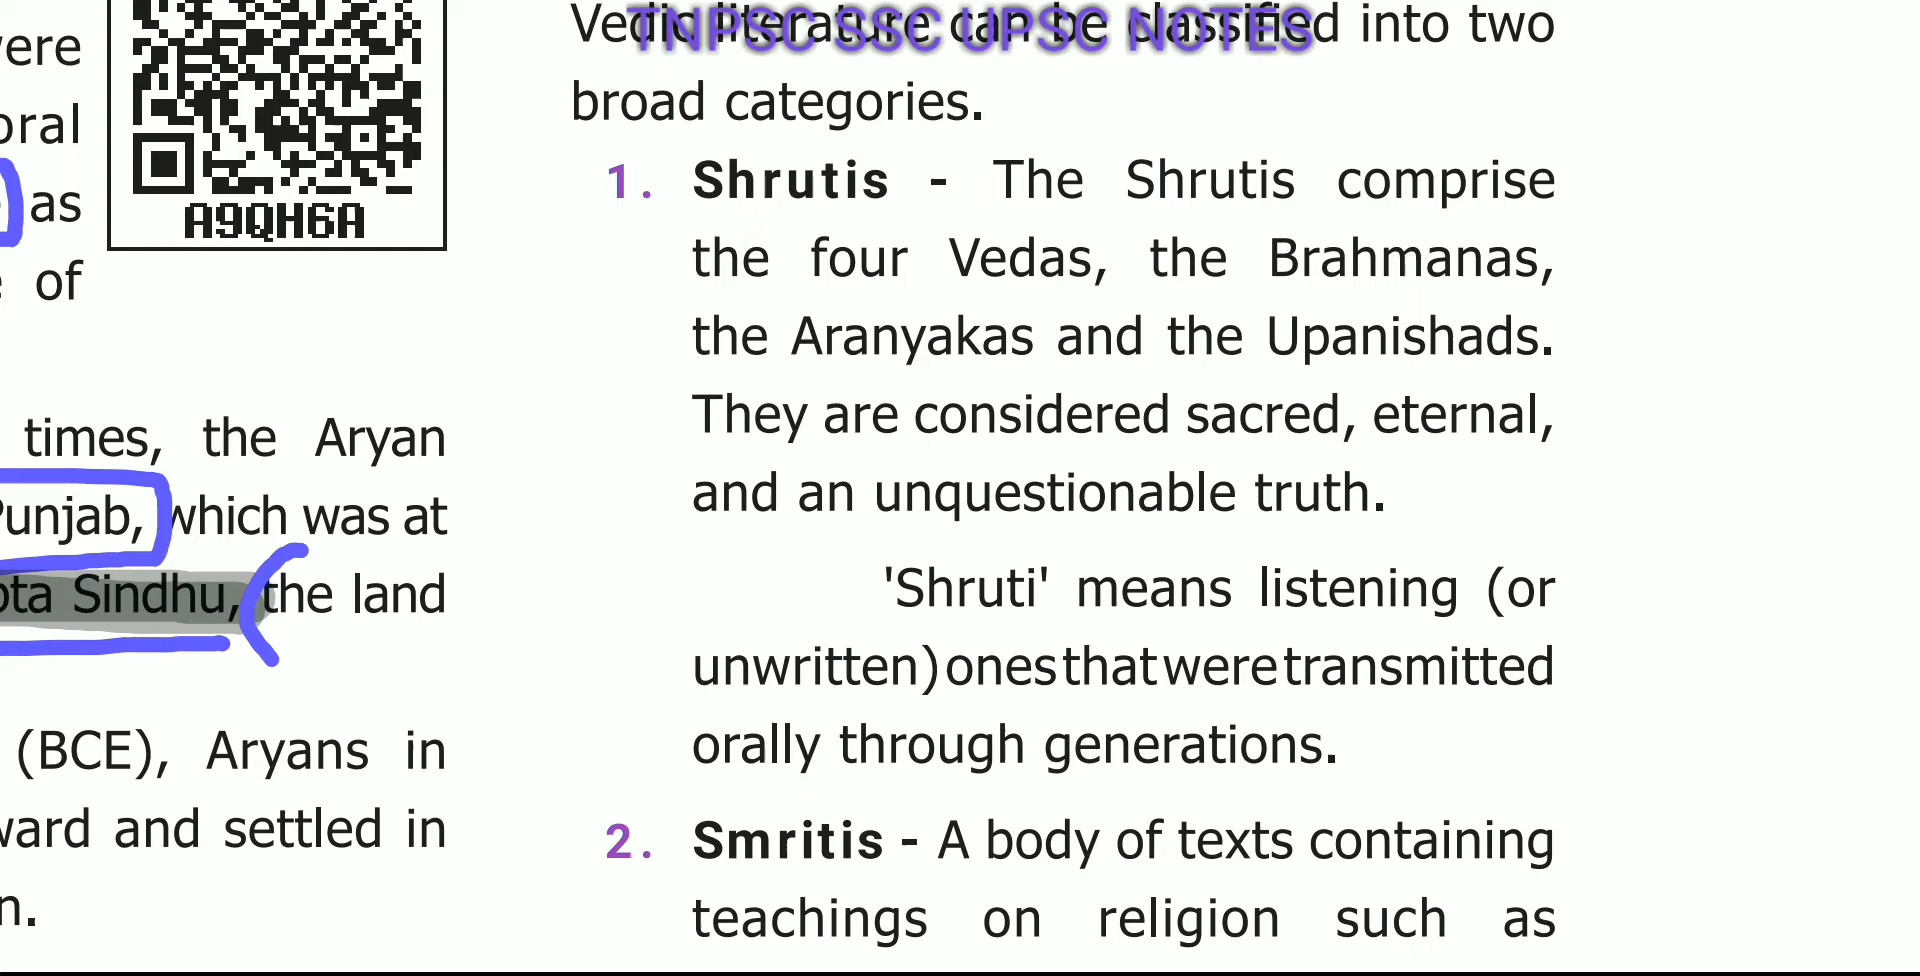 were
oral
as
of
A9QH6A
times, the Aryan
Punjab, which was at
Sindhu, the land
(BCE), Aryans in
and settled in
TNPSC SSC UPSC NOTES
Vedic literature can be classified into two
broad categories.
1. Shrutis - The Shrutis comprise
the four Vedas, the Brahmanas,
the Aranyakas and the Upanishads.
They are considered sacred, eternal,
and an unquestionable truth.
'Shruti' means listening (or
unwritten) ones that were transmitted
orally through generations.
2. Smritis - A body of texts containing
teachings on religion such as